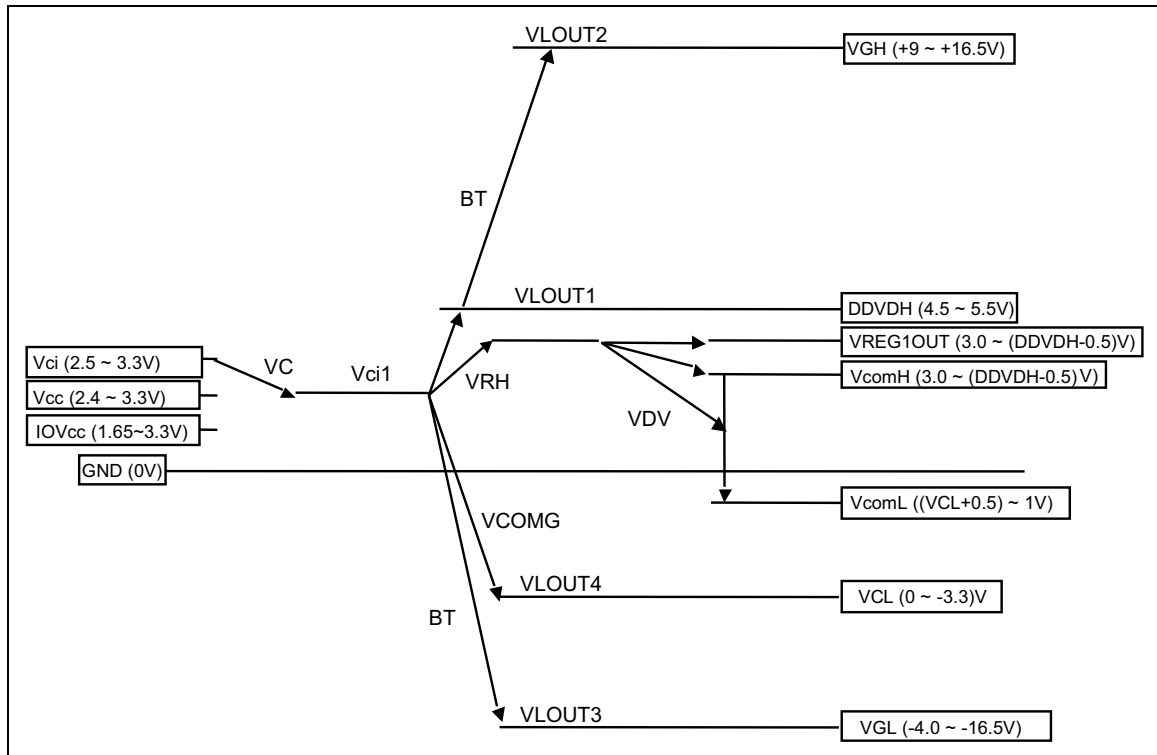 VLOUT2
VGH (+9 ~ +16.5V)
BT
VLOUT1
DDVDH (4.5 ~ 5.5V)
VREG1OUT (3.0 ~ (DDVDH-0.5)V)
Vci (2.5 ~ 3.3V)
VC
Vci1
VRH
VcomH (3.0 ~ (DDVDH-0.5) V)
Vcc (2.4 ~ 3.3V)
VDV
IOVcc (1.65~3.3V)
GND (0V)
VcomL ((VCL+0.5) ~ 1V)
VCOMG
VLOUT4
VCL (0 ~ -3.3)V
BT
VLOUT3
VGL (-4.0 ~ -16.5V)